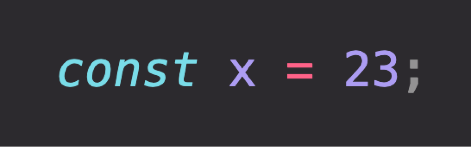 const x = 23;